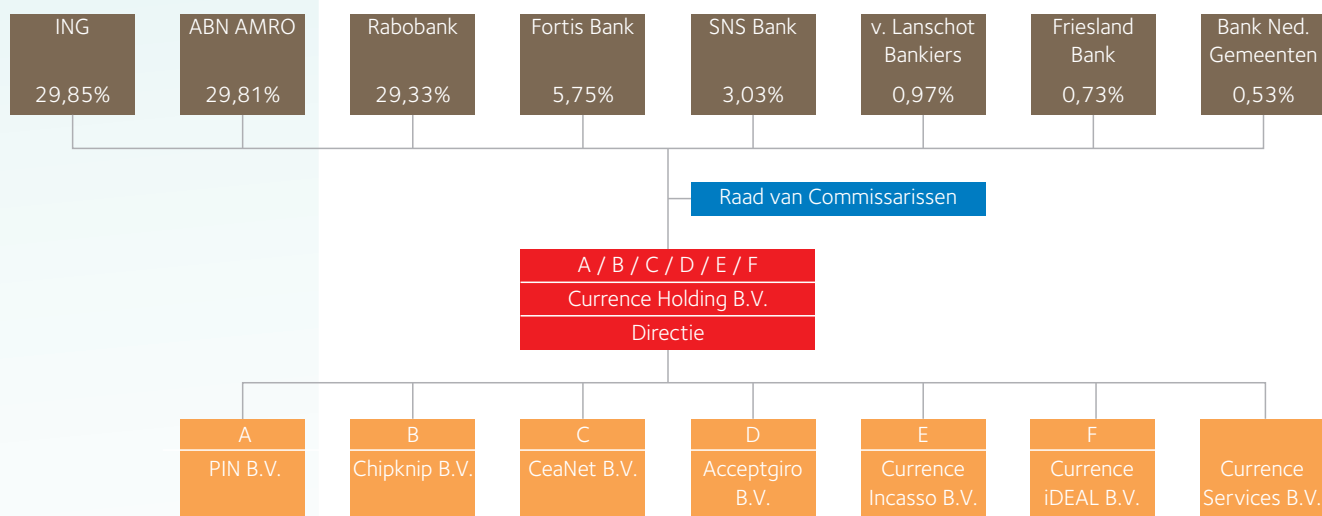 ING
29,85%
ABN AMRO
29,81%
Rabobank
29,33%
Fortis Bank
5,75%
SNS Bank
3,03%
v. Lanschot
Bankiers
0,97%
Friesland
Bank
0,73%
Bank Ned.
Gemeenten
0,53%
Raad van Commissarissen
A / B / C / D / E / F
Currence Holding B.V.
Directie
A
PIN B.V.
B
Chipknip B.V.
C
CeaNet B.V.
D
Acceptgiro
B.V.
E
Currence
Incasso B.V.
F
Currence
iDEAL B.V.
Currence
Services B.V.